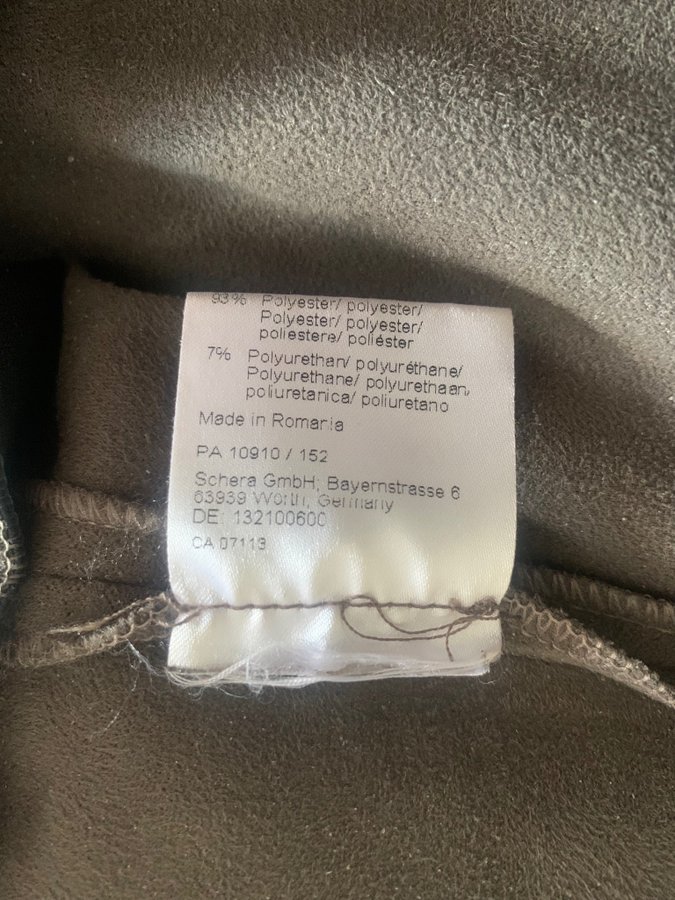 93% Polyester/ polyester/
Polyester/ polyester/
poliestere/ poliéster
7% Polyurethan/ polyuréthane/
Polyurethane/ polyurethaan,
poliuretanica/ poliuretano
Made in Romania
PA 10910 / 152
Schera GmbH; Bayernstrasse 6
63939 Wörth, Germany
DE: 132100600
CA 07113